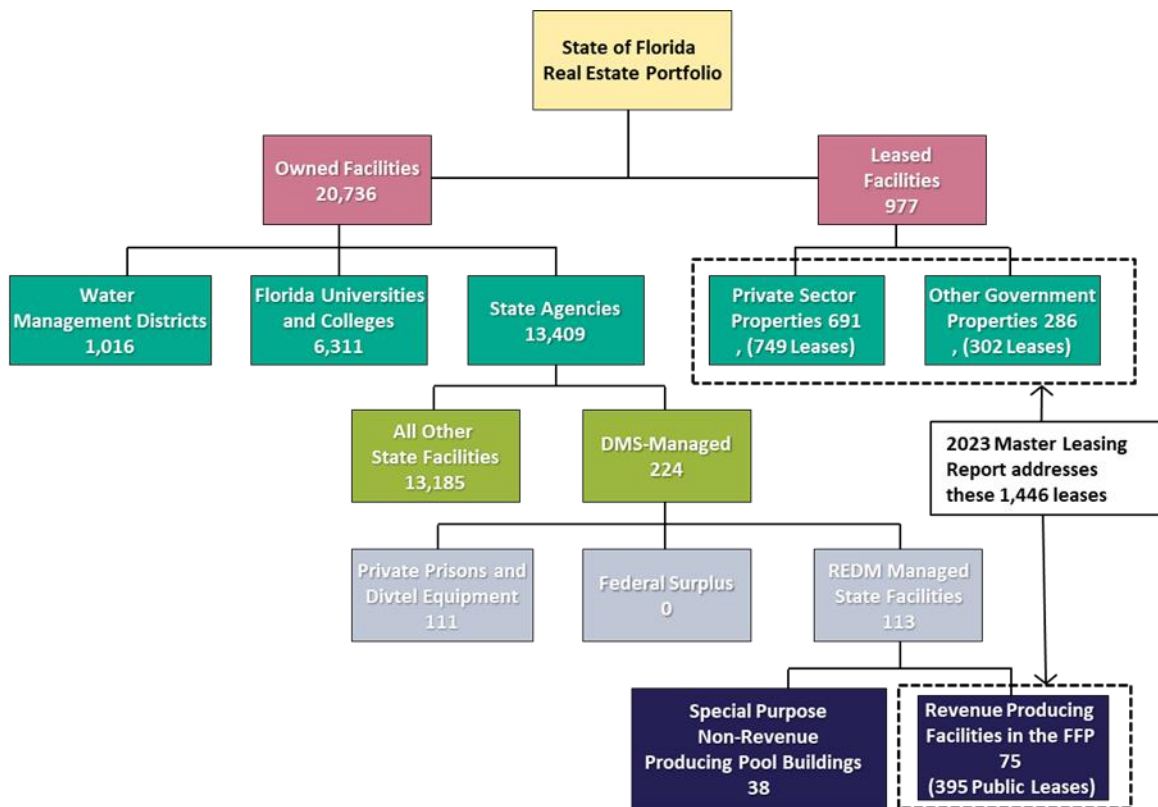 State of Florida
Real Estate Portfolio
Owned Facilities
20,736
Leased
Facilities
977
Water
Management Districts
1,016
Florida Universities
and Colleges
6,311
State Agencies
13,409
Private Sector
Properties 691
, (749 Leases)
Other Government
Properties 286
, (302 Leases)
All Other
State Facilities
13,185
DMS-Managed
224
2023 Master Leasing
Report addresses
these 1,446 leases
Private Prisons and
Divtel Equipment
111
Federal Surplus
0
REDM Managed
State Facilities
113
Special Purpose
Non-Revenue
Producing Pool Buildings
38
Revenue Producing
Facilities in the FFP
75
(395 Public Leases)